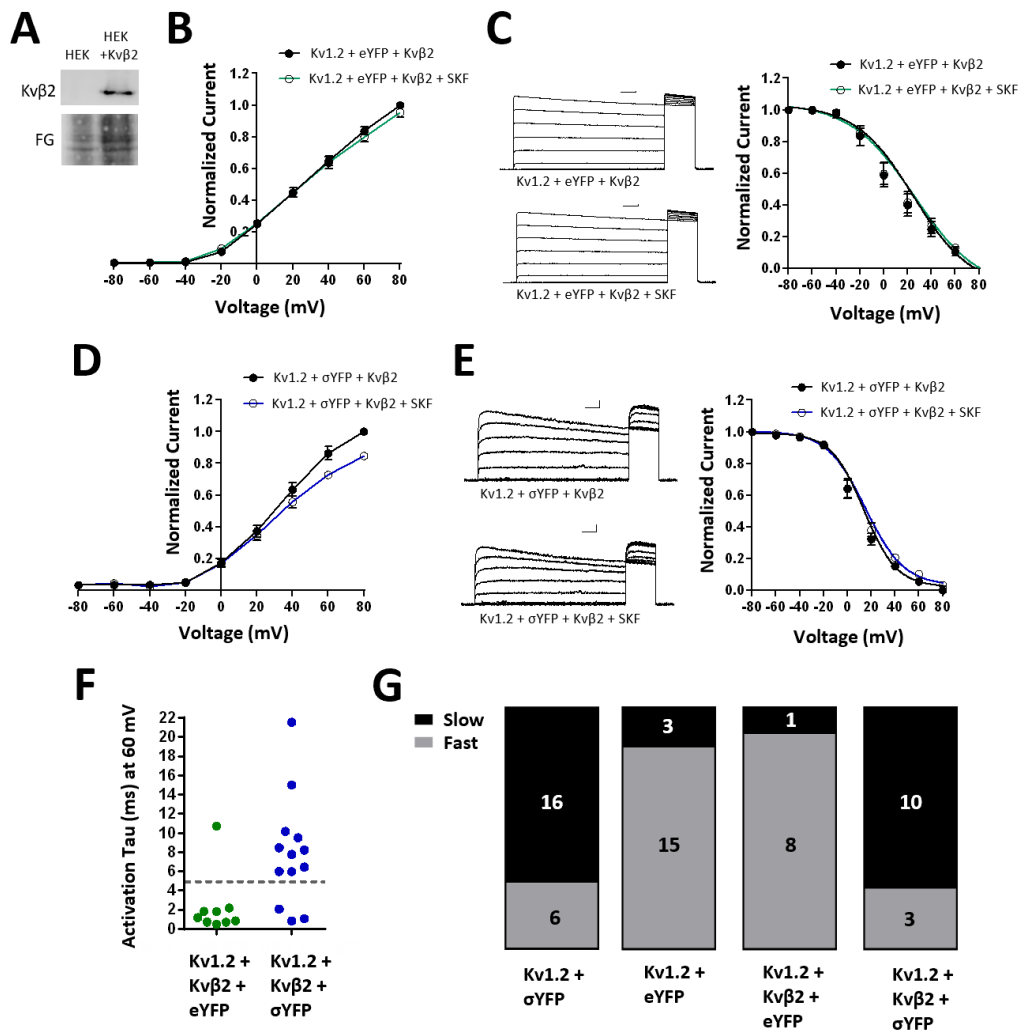 A
HEK
HEK
+Kvβ2
Kvβ2
FG
B
Kv1.2 + eYFP + Kvβ2
Kv1.2 + eYFP + Kvβ2 + SKF
Normalized Current
1.2
1.0
0.8
0.6
0.4
0.2
-80 -60 -40 -20 0 20 40 60 80
Voltage (mV)
C
Kv1.2 + eYFP + Kvβ2
Kv1.2 + eYFP + Kvβ2 + SKF
Kv1.2 + eYFP + Kvβ2
Kv1.2 + eYFP + Kvβ2 + SKF
Normalized Current
1.2
1.0
0.8
0.6
0.4
0.2
0.0
-80 -60 -40 -20 0 20 40 60 80
Voltage (mV)
D
Kv1.2 + σYFP + Kvβ2
Kv1.2 + σYFP + Kvβ2 + SKF
Normalized Current
1.2
1.0
0.8
0.6
0.4
0.2
-80 -60 -40 -20 0 20 40 60 80
Voltage (mV)
E
Kv1.2 + σYFP + Kvβ2
Kv1.2 + σYFP + Kvβ2 + SKF
Kv1.2 + σYFP + Kvβ2
Kv1.2 + σYFP + Kvβ2 + SKF
Normalized Current
1.2
1.0
0.8
0.6
0.4
0.2
0.0
-80 -60 -40 -20 0 20 40 60 80
Voltage (mV)
F
Activation Tau (ms) at 60 mV
22
20
18
16
14
12
10
8
6
4
2
0
Kv1.2 +
Kvβ2 +
eYFP
Kv1.2 +
Kvβ2 +
σYFP
G
Slow
Fast
16
6
3
15
1
8
10
3
Kv1.2 +
σYFP
Kv1.2 +
eYFP
Kv1.2 +
Kvβ2 +
eYFP
Kv1.2 +
Kvβ2 +
σYFP